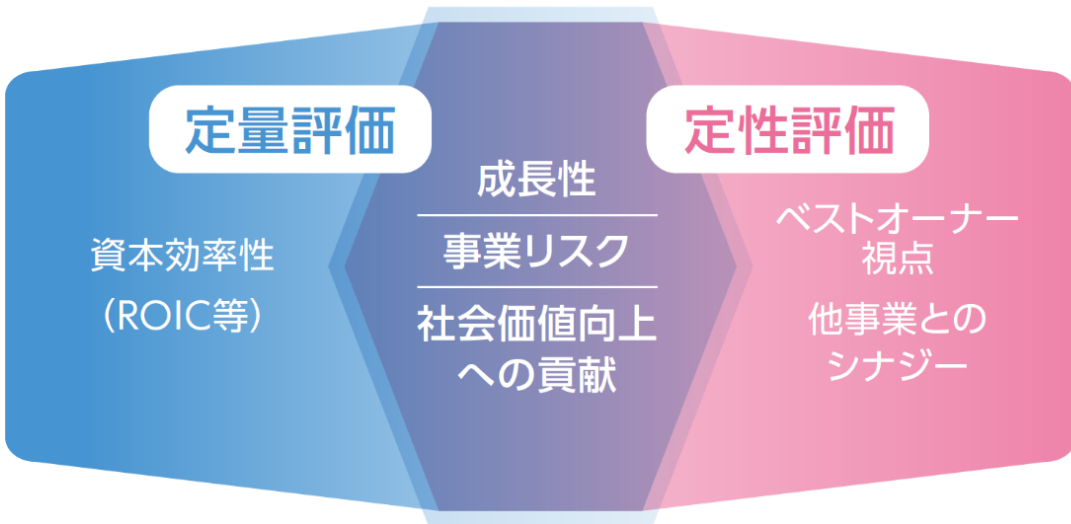 定量評価
資本効率性
（ROIC等）
成長性
事業リスク
社会価値向上
への貢献
定性評価
ベストオーナー
視点
他事業との
シナジー